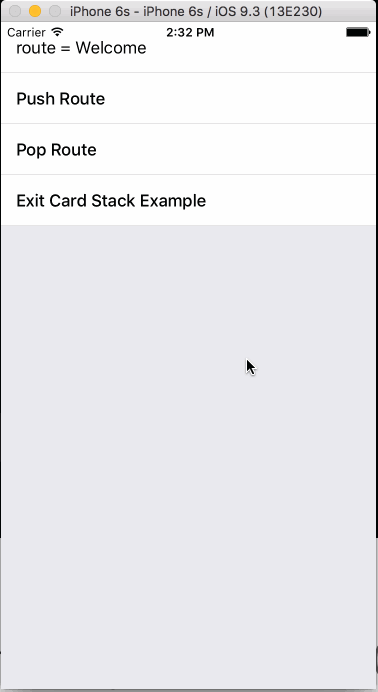 iPhone 6s - iPhone 6s / iOS 9.3 (13E230)
Carrier 2:32 PM
route = Welcome
Push Route
Pop Route
Exit Card Stack Example